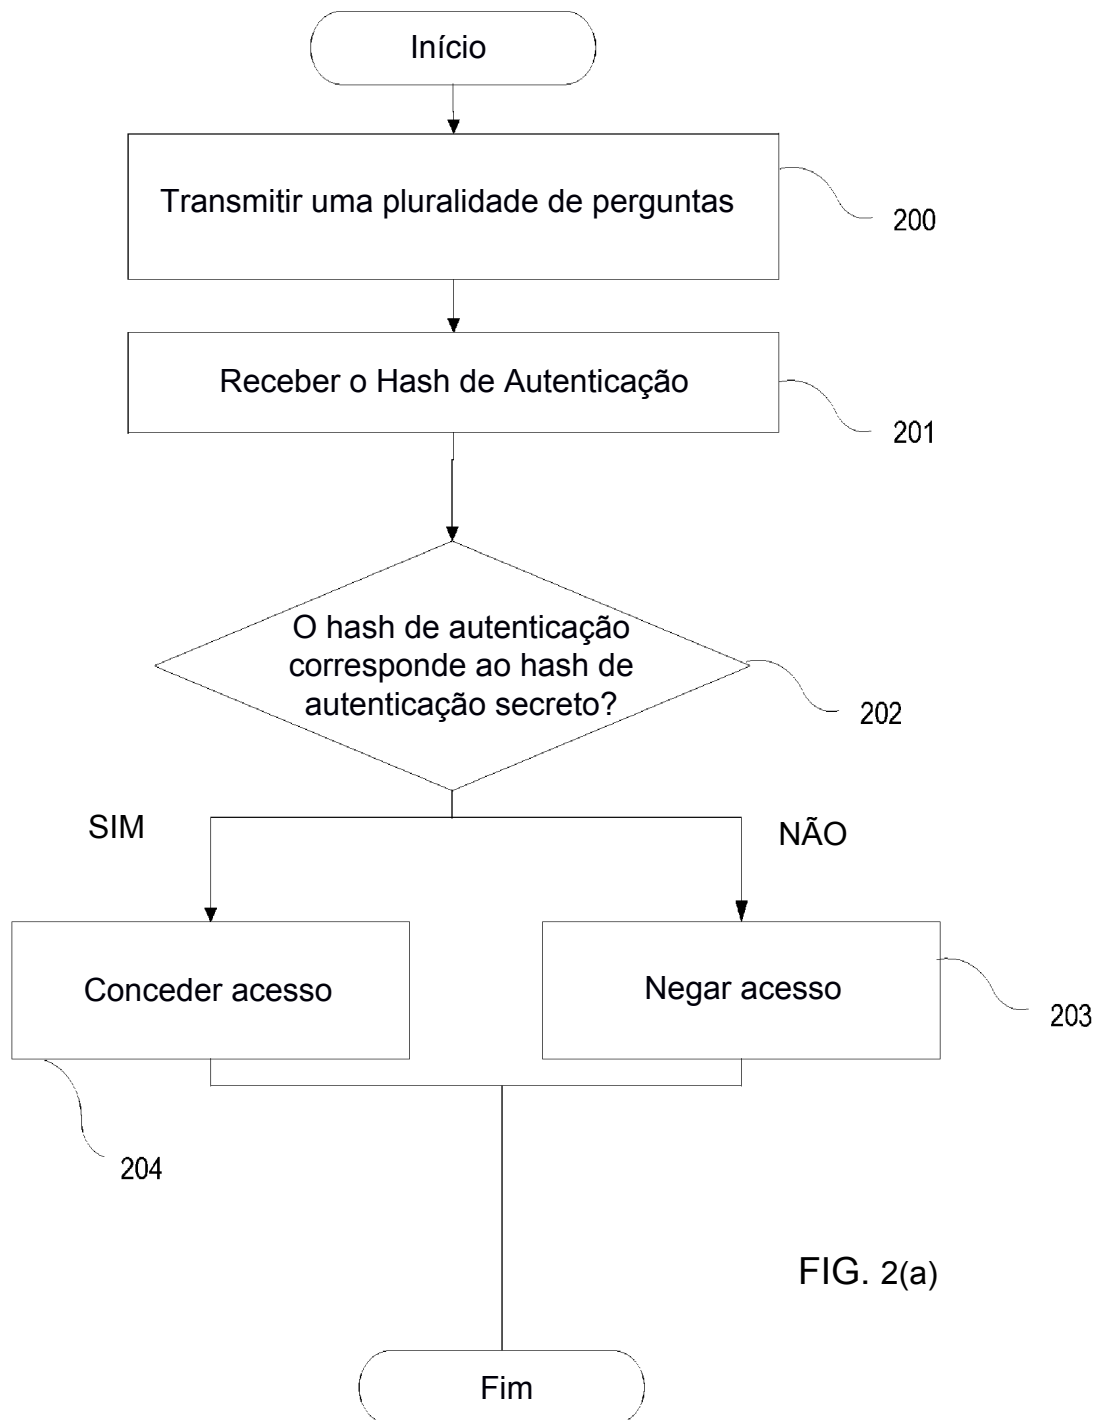 Início
Transmitir uma pluralidade de perguntas
200
Receber o Hash de Autenticação
201
O hash de autenticação
corresponde ao hash de
autenticação secreto?
202
SIM
NÃO
Conceder acesso
Negar acesso
203
204
FIG. 2(a)
Fim